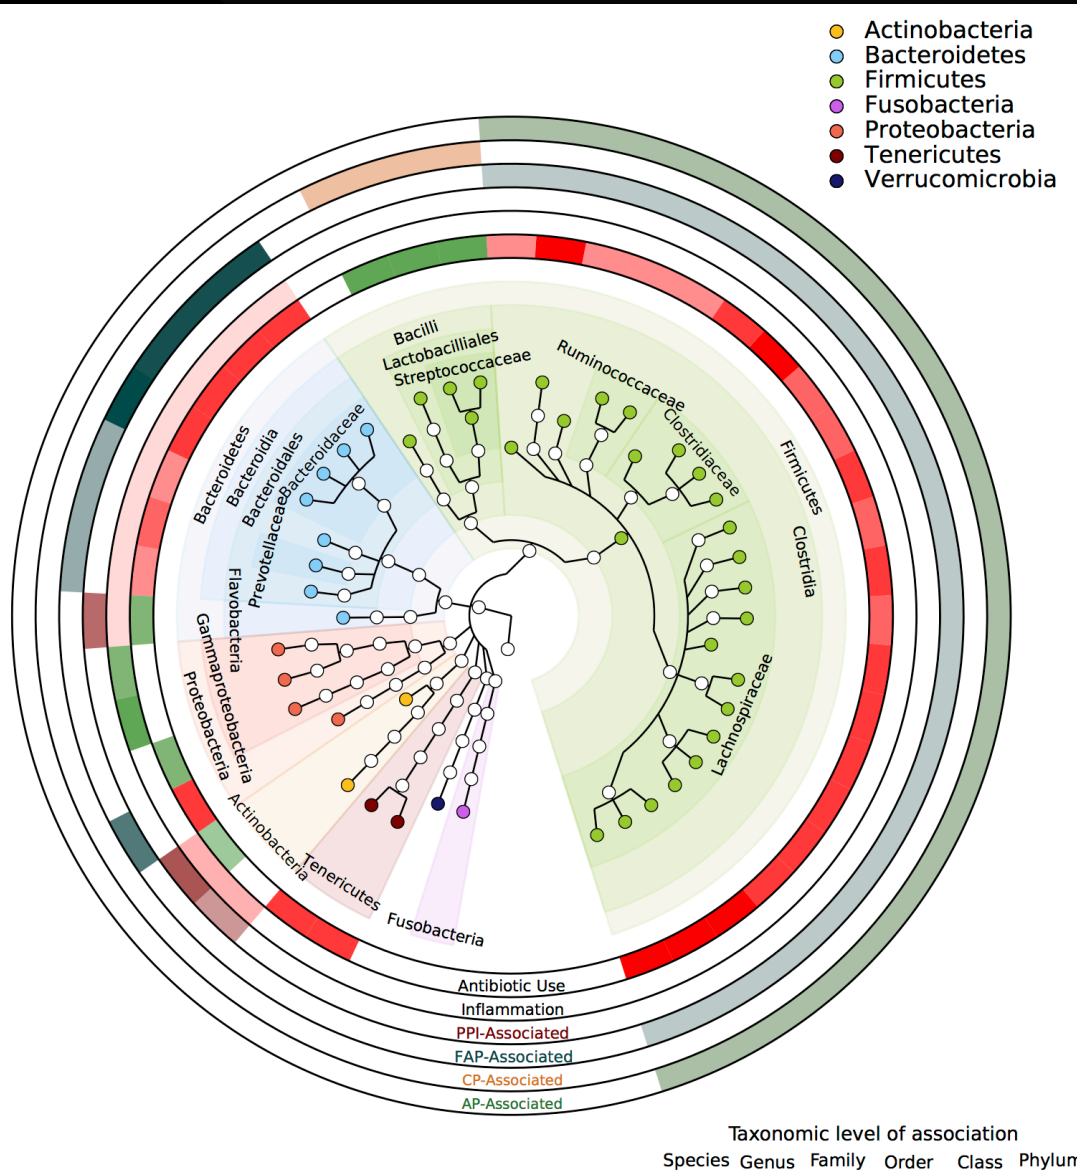 Actinobacteria
Bacteroidetes
Firmicutes
Fusobacteria
Proteobacteria
Tenericutes
Verrucomicrobia
Bacilli
Lactobacilliales
Streptococcaceae
Ruminococcaceae
Clostridiaceae
Firmicutes
Clostridia
Lachnospiraceae
Bacteroidetes
Bacteroidia
Bacteroidales
Bacteroidaceae
Prevotellaceae
Flavobacteria
Gammaproteobacteria
Proteobacteria
Actinobacteria
Tenericutes
Fusobacteria
Antibiotic Use
Inflammation
PPI-Associated
FAP-Associated
CP-Associated
AP-Associated
Taxonomic level of association
Species Genus Family Order Class Phylum